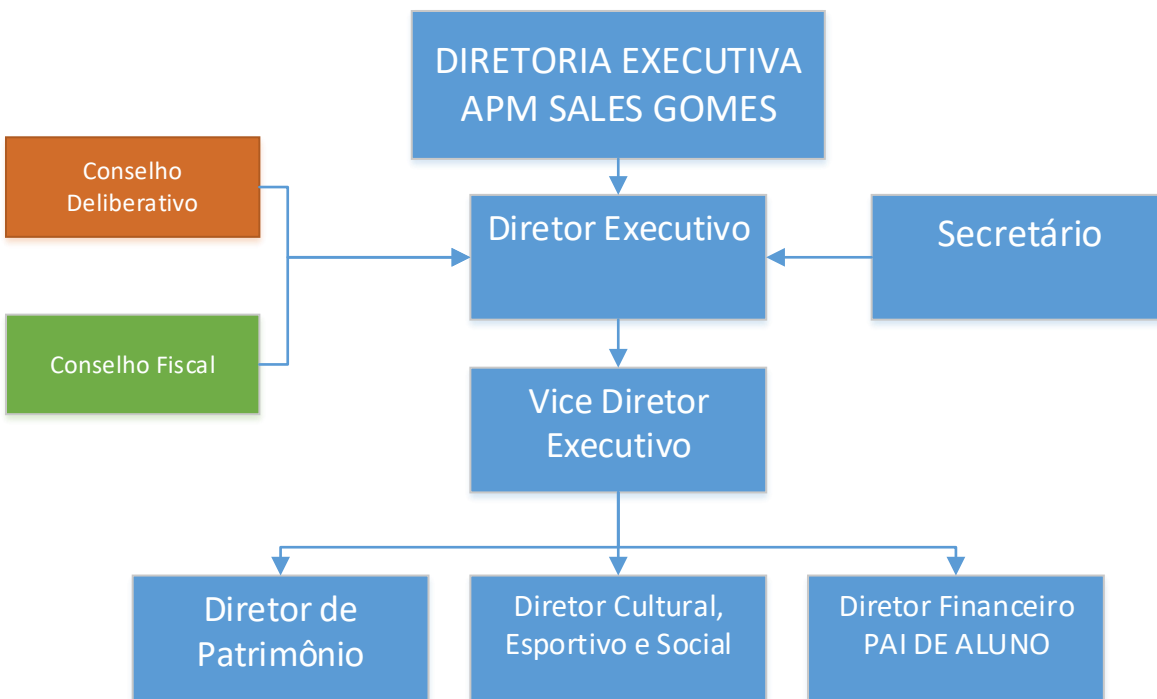 DIRETORIA EXECUTIVA
APM SALES GOMES
Conselho
Deliberativo
Diretor Executivo
Secretário
Conselho Fiscal
Vice Diretor
Executivo
Diretor de
Patrimônio
Diretor Cultural,
Esportivo e Social
Diretor Financeiro
PAI DE ALUNO